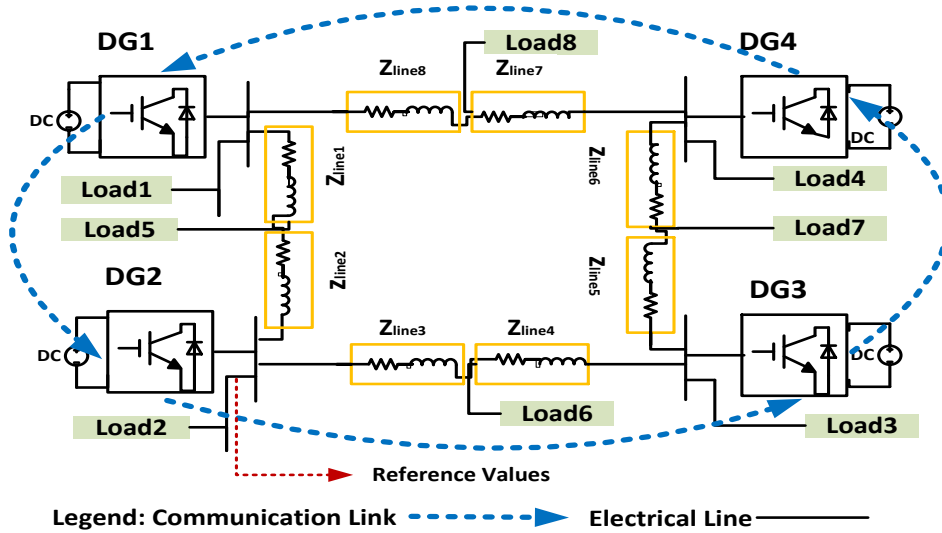 DG1
DG4
Load8
Zline8
Zline7
DC
DC
Zline1
Zline6
Load1
Load4
Load5
Load7
Zline2
Zline5
DG2
DG3
Zline3
Zline4
DC
DC
Load2
Load6
Load3
Reference Values
Legend: Communication Link
Electrical Line